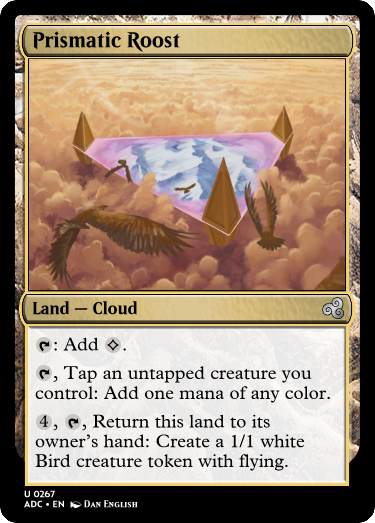 Prismatic Roost
Land — Cloud
: Add .
, Tap an untapped creature you
control: Add one mana of any color.
4, , Return this land to its
owner's hand: Create a 1/1 white
Bird creature token with flying.
U 0267
ADC • EN Dan English